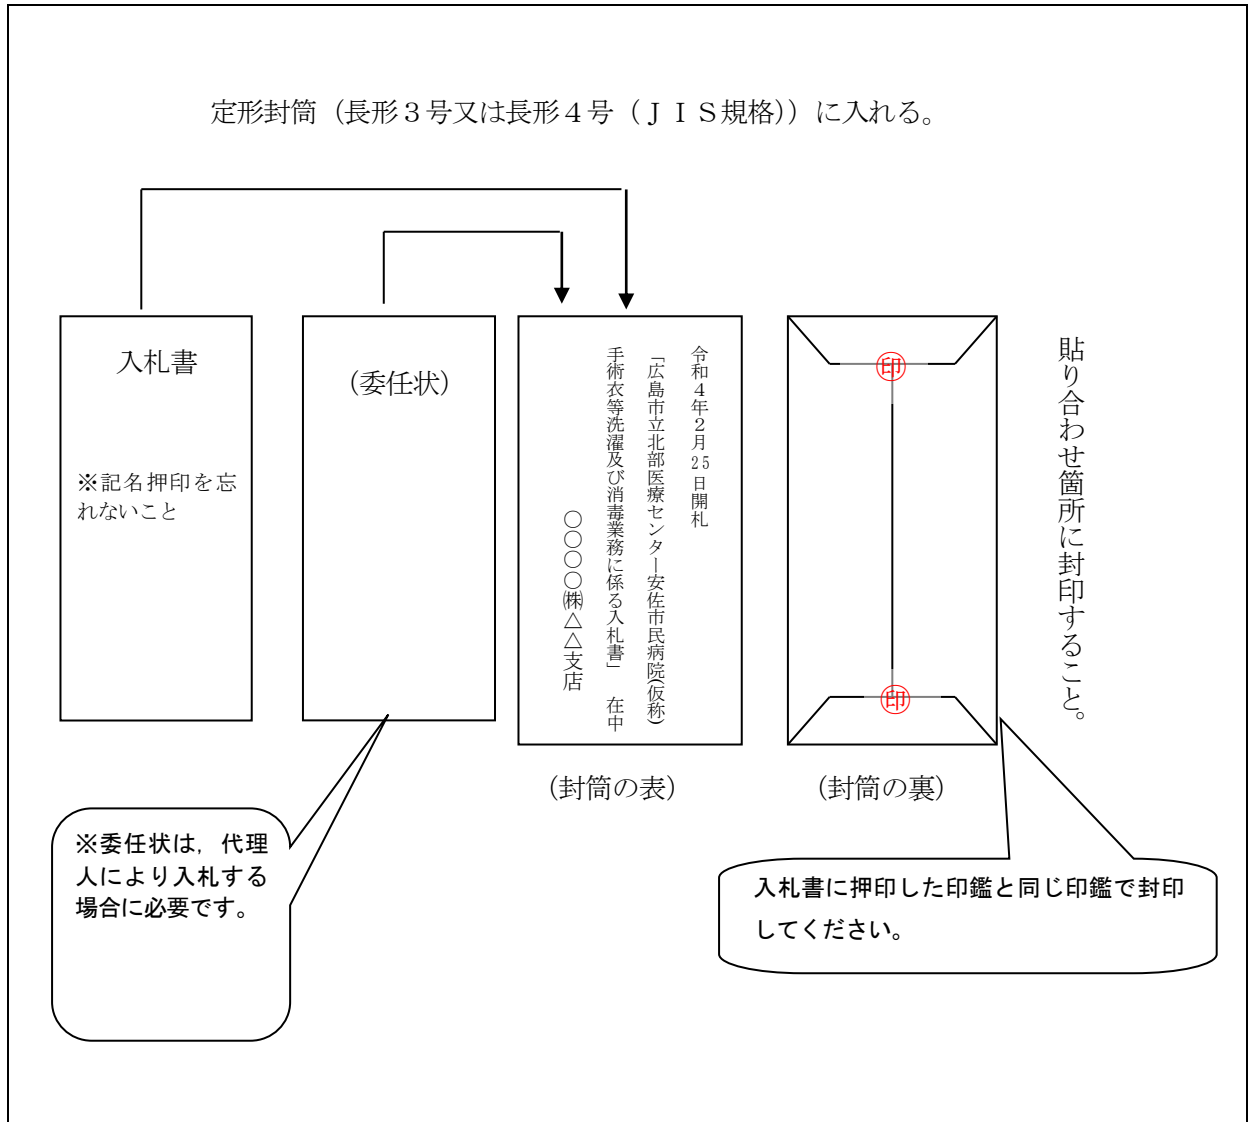 定形封筒（長形３号又は長形４号（ＪＩＳ規格））に入れる。
入札書
※記名押印を忘
れないこと
（委任状）
令和４年２月25日開札
「広島市立北部医療センター安佐市民病院(仮称)
手術衣等洗濯及び消毒業務に係る入札書」　在中
〇〇〇〇㈱△△支店
印
印
貼り合わせ箇所に封印すること。
（封筒の表）
（封筒の裏）
※委任状は，代理
人により入札する
場合に必要です。
入札書に押印した印鑑と同じ印鑑で封印
してください。